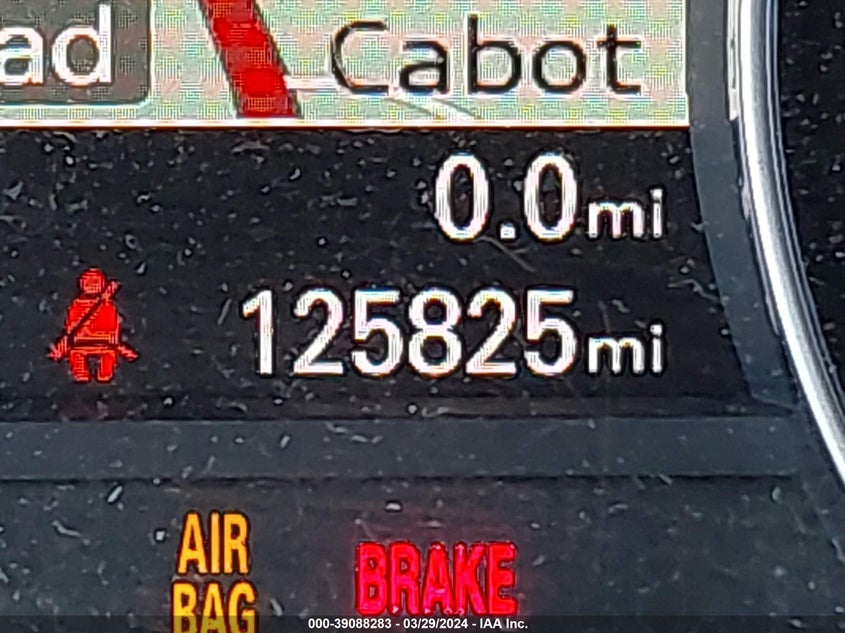 ad
Cabot
0.0mi
125825mi
AIR
BAG
BRAKE
000-39088283 - 03/29/2024 - IAA Inc.